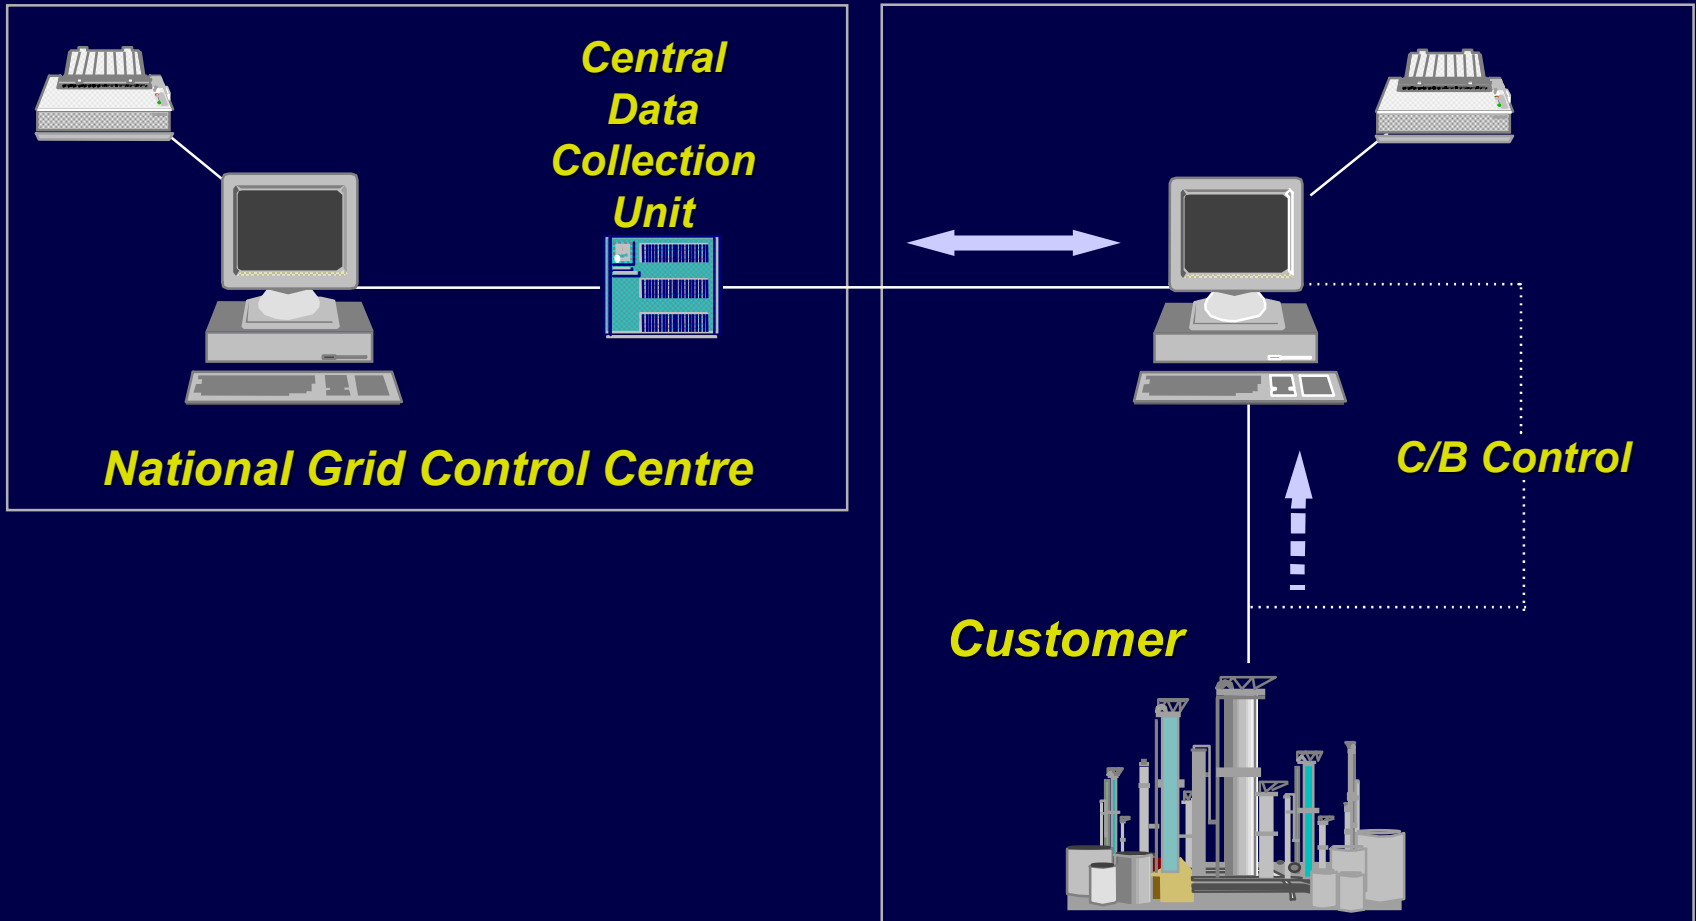 Central
Data
Collection
Unit
National Grid Control Centre
C/B Control
Customer